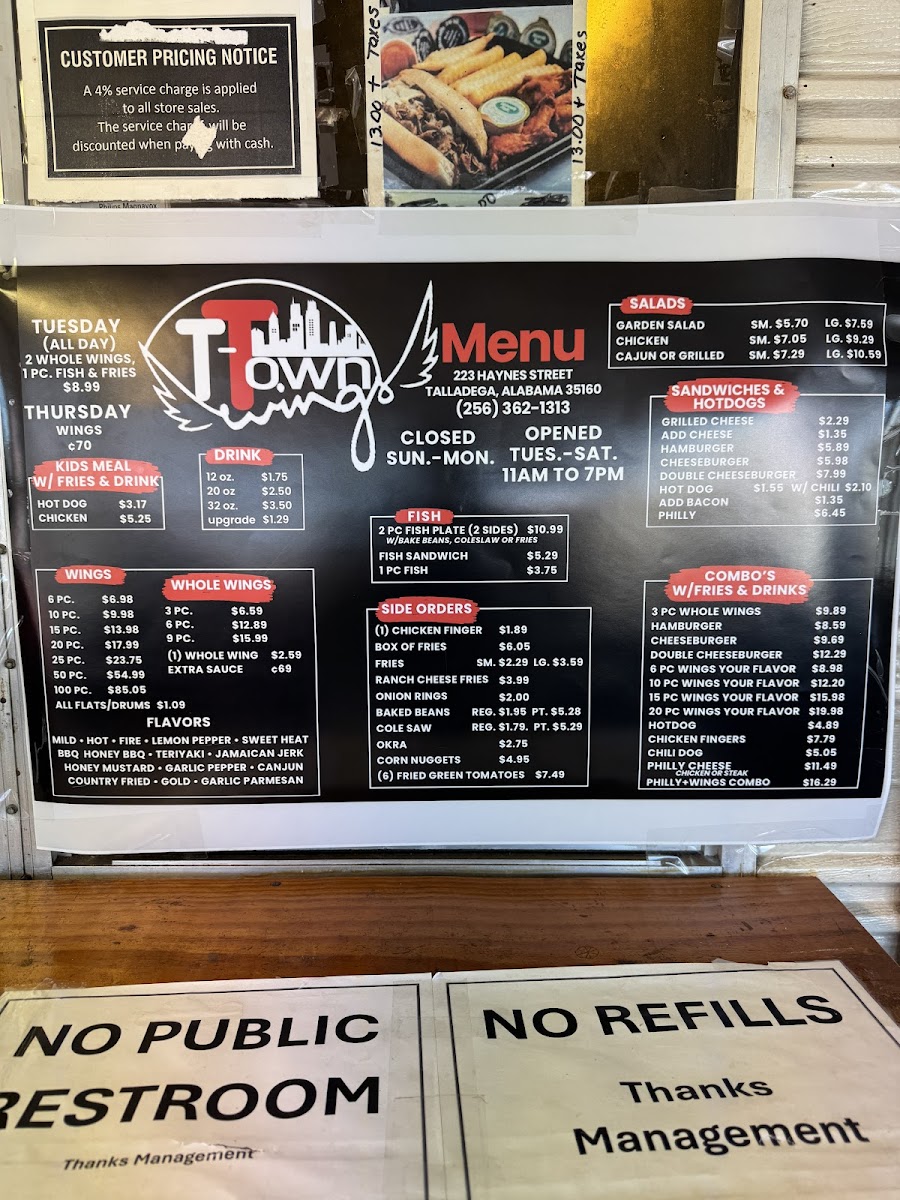 CUSTOMER PRICING NOTICE
A 4% service charge is applied
to all store sales.
The service will be
discounted when with cash.
13.00 + Taxes
13.00 + Taxes
Philips Magnavox
TUESDAY
(ALL DAY)
2 WHOLE WINGS,
1 PC. FISH & FRIES
$8.99
THURSDAY
WINGS
¢70
T-TOWN
wings
Menu
223 HAYNES STREET
TALLADEGA, ALABAMA 35160
(256) 362-1313
CLOSED
SUN.-MON.
OPENED
TUES.-SAT.
11AM TO 7PM
KIDS MEAL
W/ FRIES & DRINK
HOT DOG $3.17
CHICKEN $5.25
DRINK
12 oz. $1.75
20 oz $2.50
32 oz. $3.50
upgrade $1.29
SALADS
GARDEN SALAD SM. $5.70 LG. $7.59
CHICKEN SM. $7.05 LG. $9.29
CAJUN OR GRILLED SM. $7.29 LG. $10.59
SANDWICHES &
HOTDOGS
GRILLED CHEESE $2.29
ADD CHEESE $1.35
HAMBURGER $5.89
CHEESEBURGER $5.98
DOUBLE CHEESEBURGER $7.99
HOT DOG $1.55 W/ CHILI $2.10
ADD BACON $1.35
PHILLY $6.45
FISH
2 PC FISH PLATE (2 SIDES) $10.99
W/BAKE BEANS, COLESLAW OR FRIES
FISH SANDWICH $5.29
1 PC FISH $3.75
WINGS
6 PC. $6.98
10 PC. $9.98
15 PC. $13.98
20 PC. $17.99
25 PC. $23.75
50 PC. $54.99
100 PC. $85.05
ALL FLATS/DRUMS $1.09
WHOLE WINGS
3 PC. $6.59
6 PC. $12.89
9 PC. $15.99
(1) WHOLE WING $2.59
EXTRA SAUCE ¢69
FLAVORS
MILD • HOT • FIRE • LEMON PEPPER • SWEET HEAT
BBQ HONEY BBQ • TERIYAKI • JAMAICAN JERK
HONEY MUSTARD • GARLIC PEPPER • CANJUN
COUNTRY FRIED • GOLD • GARLIC PARMESAN
SIDE ORDERS
(1) CHICKEN FINGER $1.89
BOX OF FRIES $6.05
FRIES SM. $2.29 LG. $3.59
RANCH CHEESE FRIES $3.99
ONION RINGS $2.00
BAKED BEANS REG. $1.95 PT. $5.28
COLE SAW REG. $1.79. PT. $5.29
OKRA $2.75
CORN NUGGETS $4.95
(6) FRIED GREEN TOMATOES $7.49
COMBO'S
W/FRIES & DRINKS
3 PC WHOLE WINGS $9.89
HAMBURGER $8.59
CHEESEBURGER $9.69
DOUBLE CHEESEBURGER $12.29
6 PC WINGS YOUR FLAVOR $8.98
10 PC WINGS YOUR FLAVOR $12.20
15 PC WINGS YOUR FLAVOR $15.98
20 PC WINGS YOUR FLAVOR $19.98
HOTDOG $4.89
CHICKEN FINGERS $7.79
CHILI DOG $5.05
PHILLY CHEESE $11.49
CHICKEN OR STEAK
PHILLY+WINGS COMBO $16.29
NO PUBLIC
RESTROOM
Thanks Management
NO REFILLS
Thanks
Management